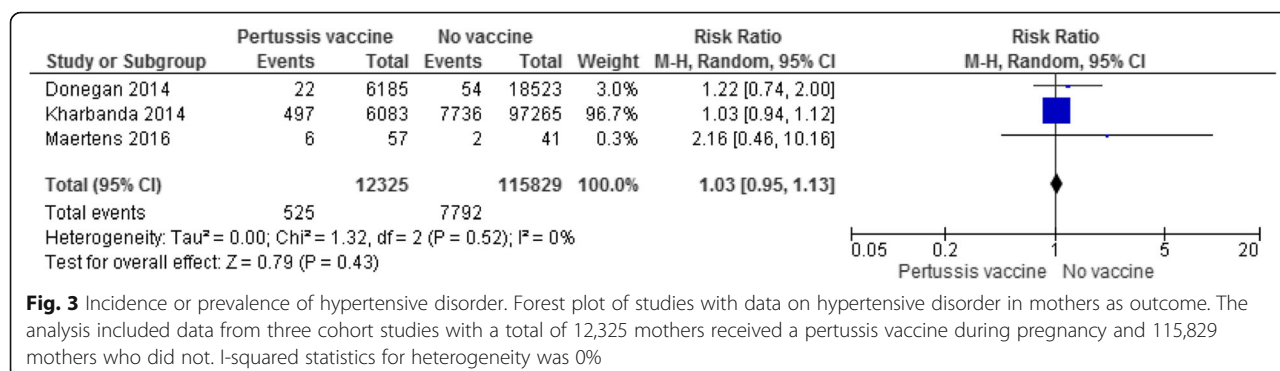 Pertussis vaccine No vaccine Risk Ratio Risk Ratio
Study or Subgroup Events Total Events Total Weight M-H, Random, 95% CI M-H, Random, 95% CI
Donegan 2014 22 6185 54 18523 3.0% 1.22 [0.74, 2.00]
Kharbanda 2014 497 6083 7736 97265 96.7% 1.03 [0.94, 1.12]
Maertens 2016 6 57 2 41 0.3% 2.16 [0.46, 10.16]
Total (95% CI) 12325 115829 100.0% 1.03 [0.95, 1.13]
Total events 525 7792
Heterogeneity: Tau² = 0.00; Chi² = 1.32, df = 2 (P = 0.52); I² = 0%
Test for overall effect: Z = 0.79 (P = 0.43)
0.05 0.2 1 5 20
Pertussis vaccine No vaccine
Fig. 3 Incidence or prevalence of hypertensive disorder. Forest plot of studies with data on hypertensive disorder in mothers as outcome. The
analysis included data from three cohort studies with a total of 12,325 mothers received a pertussis vaccine during pregnancy and 115,829
mothers who did not. I-squared statistics for heterogeneity was 0%